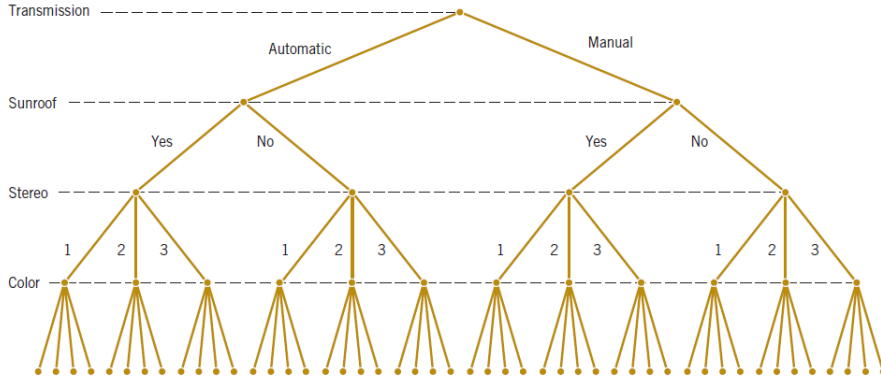 Transmission
Automatic
Manual
Sunroof
Yes
No
Yes
No
Stereo
1 2 3 1 2 3 1 2 3 1 2 3
Color